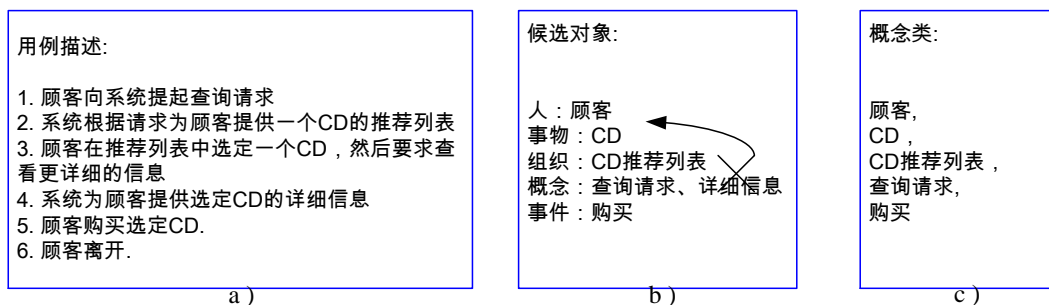 用例描述:
1. 顾客向系统提起查询请求
2. 系统根据请求为顾客提供一个CD的推荐列表
3. 顾客在推荐列表中选定一个CD，然后要求查
看更详细的信息
4. 系统为顾客提供选定CD的详细信息
5. 顾客购买选定CD.
6. 顾客离开.
a )
候选对象:
人：顾客
事物：CD
组织：CD推荐列表
概念：查询请求、详细信息
事件：购买
b )
概念类:
顾客,
CD ,
CD推荐列表，
查询请求,
购买
c )